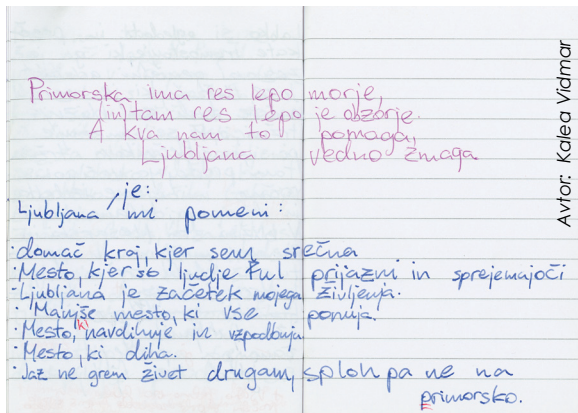 Primorska ima res lepo morje,
(in) tam res lepo je obzorje.
A kva nam to pomaga,
Ljubljana vedno zmaga.
Ljubljana / je:
mi pomeni:
·domač kraj, kjer sem srečna
·Mesto, kjer so ljudje ful prijazni in sprejemajoči
·Ljubljana je začetek mojega življenja.
·Manjše mesto, ki vse ponuja.
·Mesto, ki navdihuje in vzpodbuja
·Mesto, ki diha.
·Jaz ne grem živet drugam, sploh pa ne na
primorsko.
Avtor: Kalea Vidmar